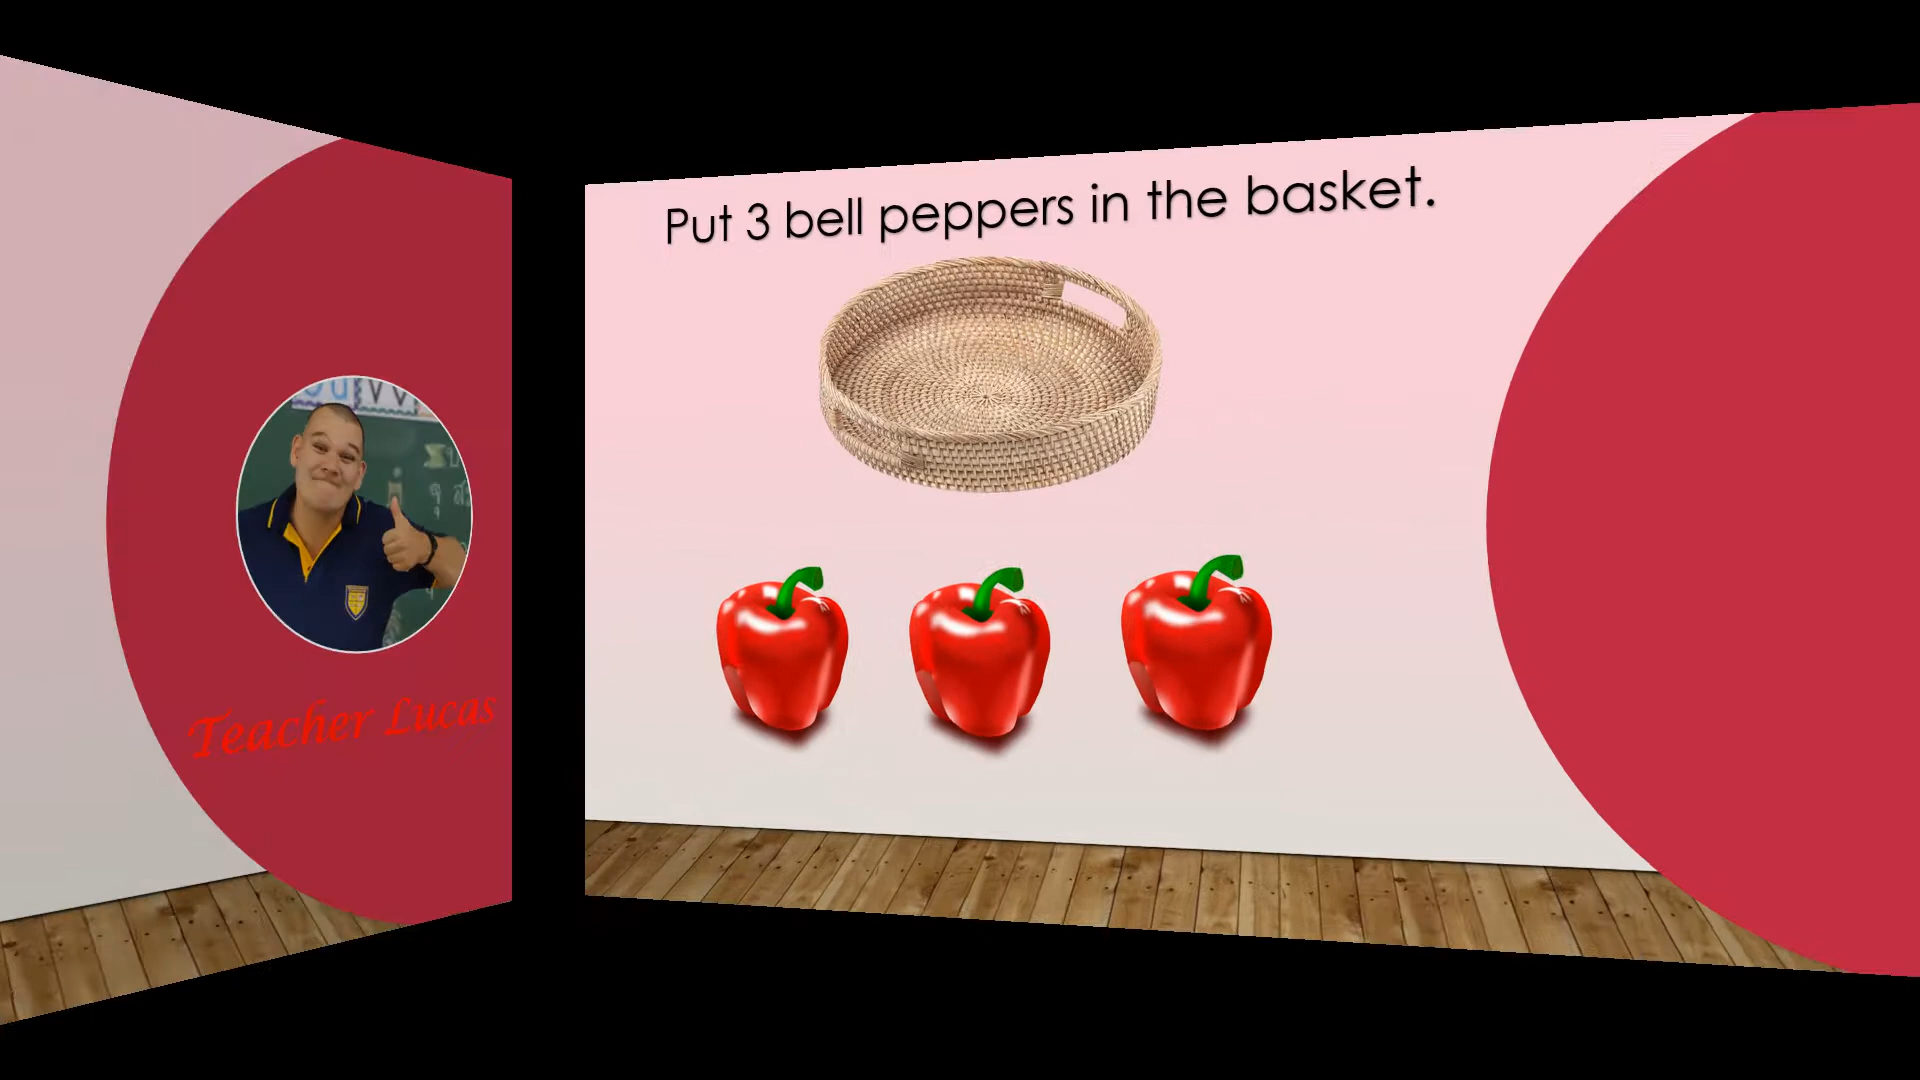 Teacher Lucas
Put 3 bell peppers in the basket.